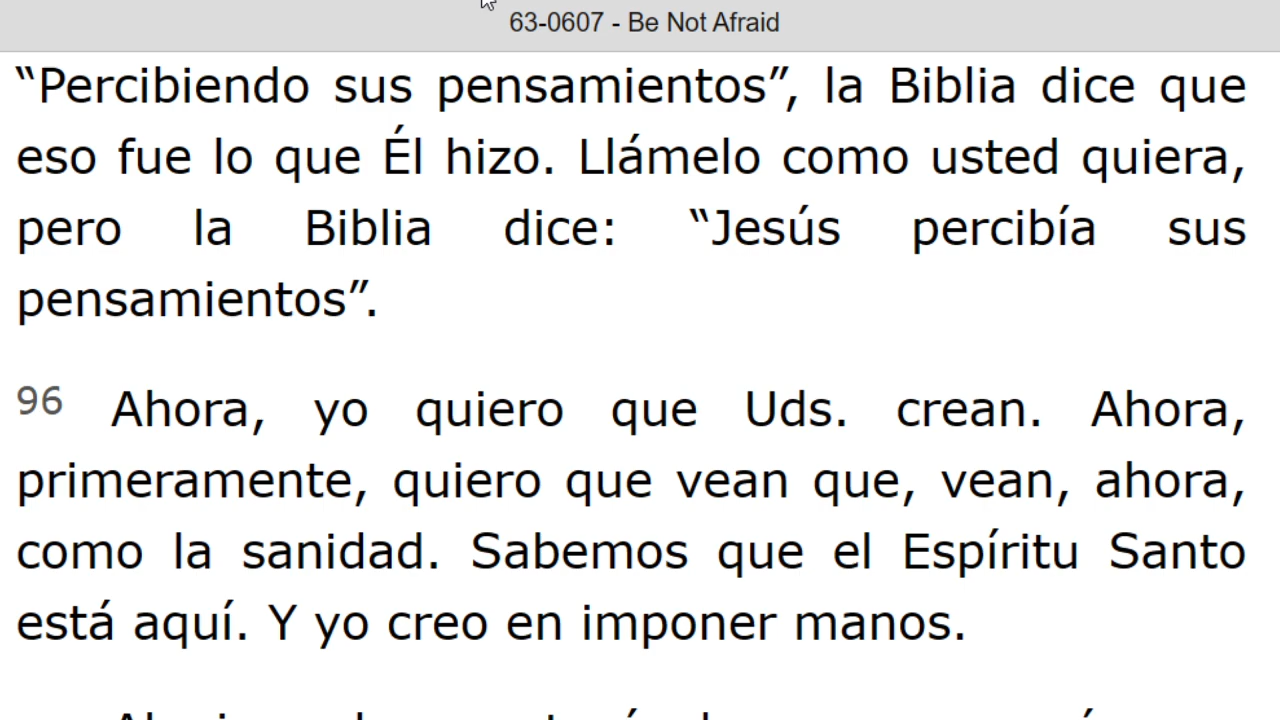 63-0607 - Be Not Afraid
“Percibiendo sus pensamientos”, la Biblia dice que
eso fue lo que Él hizo. Llámelo como usted quiera,
pero la Biblia dice: “Jesús percibía sus
pensamientos”.
96 Ahora, yo quiero que Uds. crean. Ahora,
primeramente, quiero que vean que, vean, ahora,
como la sanidad. Sabemos que el Espíritu Santo
está aquí. Y yo creo en imponer manos.